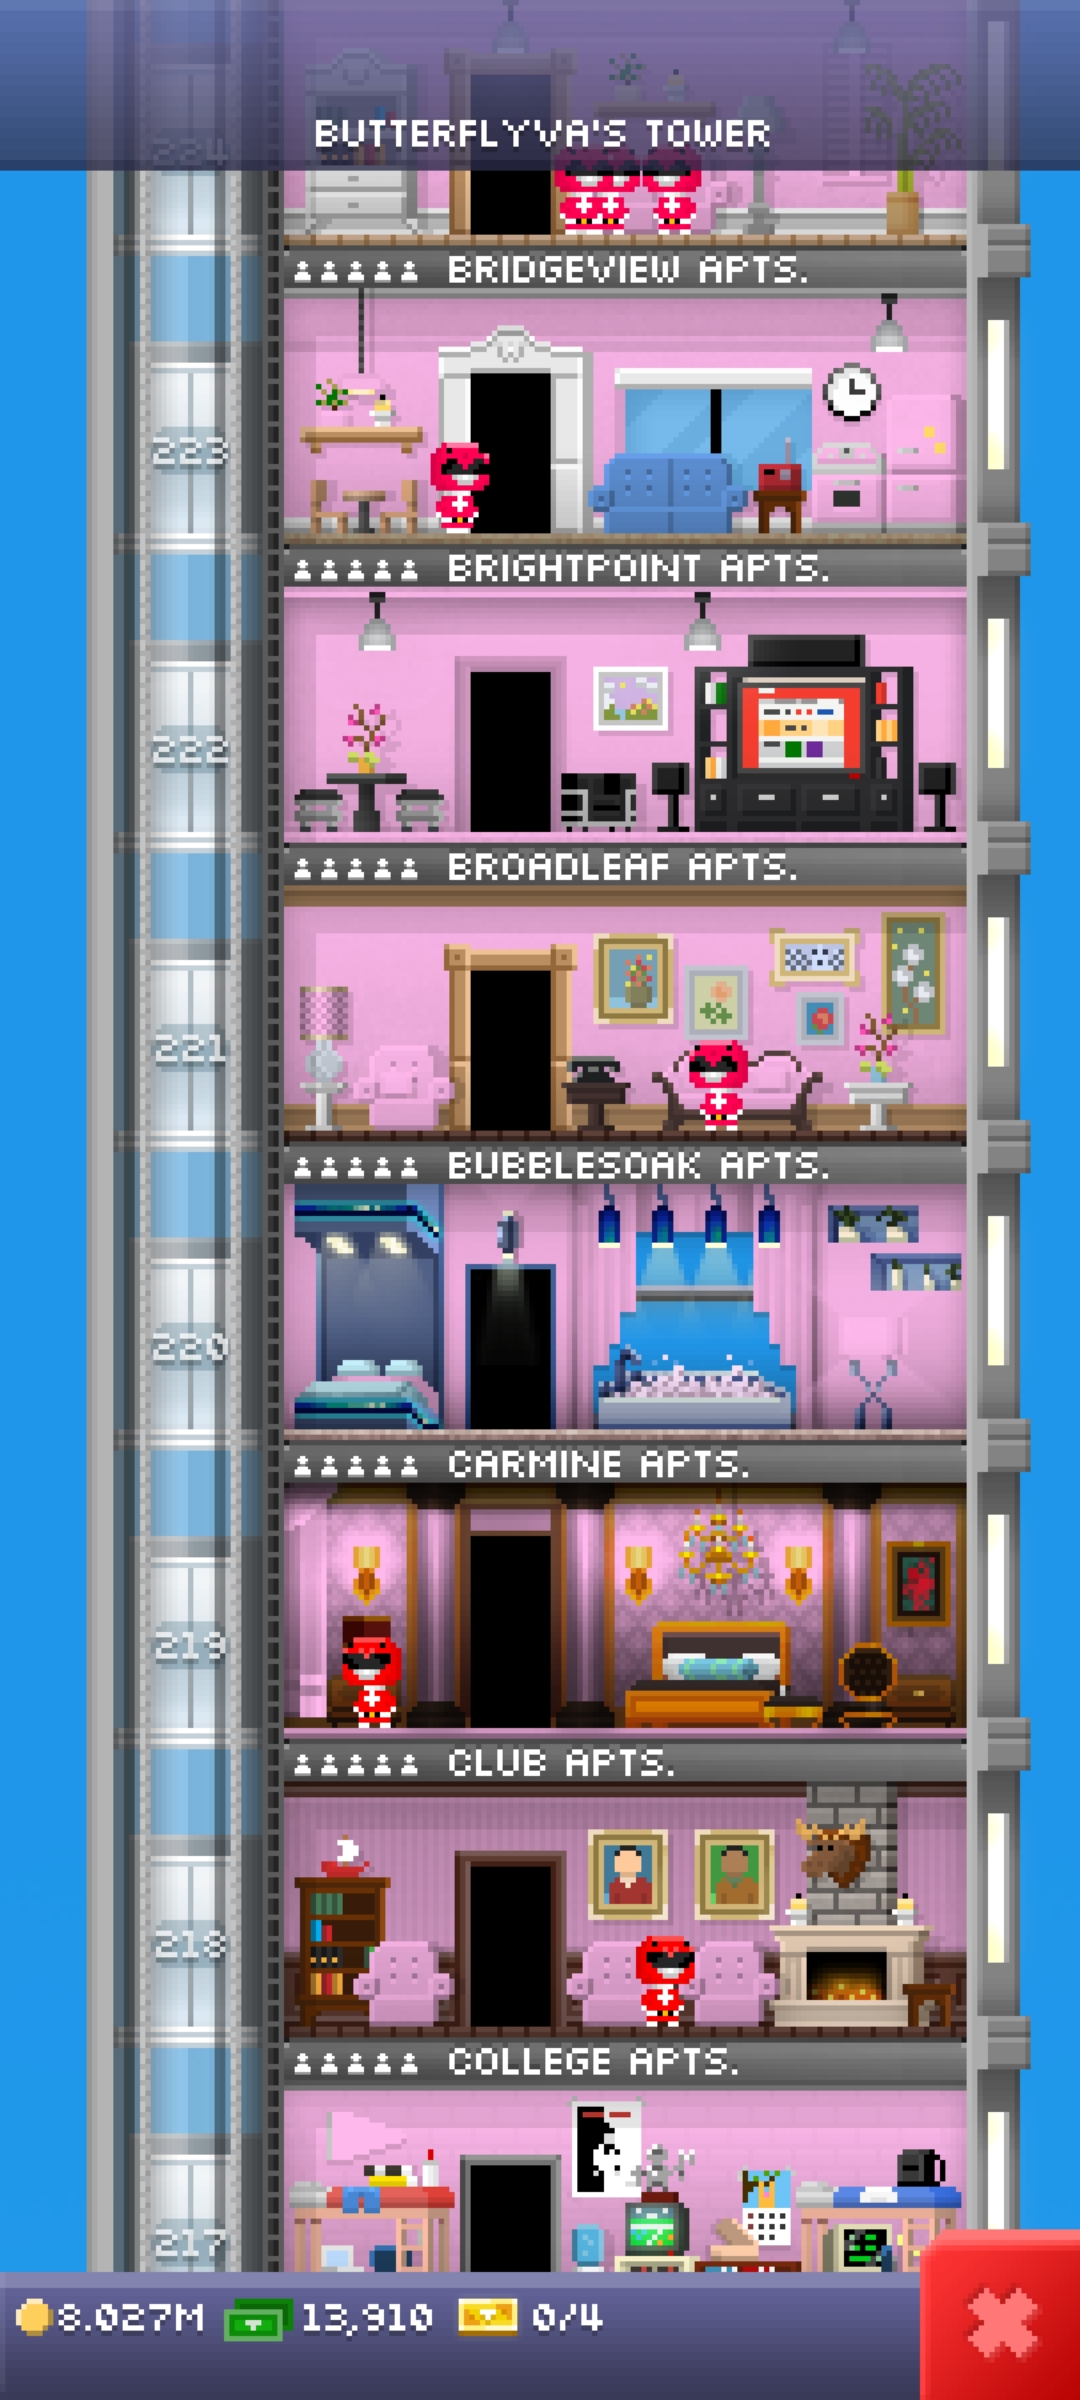 BUTTERFLYVA'S TOWER
224
BRIDGEVIEW APTS.
223
BRIGHTPOINT APTS.
222
BROADLEAF APTS.
221
BUBBLESOAK APTS.
220
CARMINE APTS.
219
CLUB APTS.
218
COLLEGE APTS.
217
8.027M 13,910 0/4